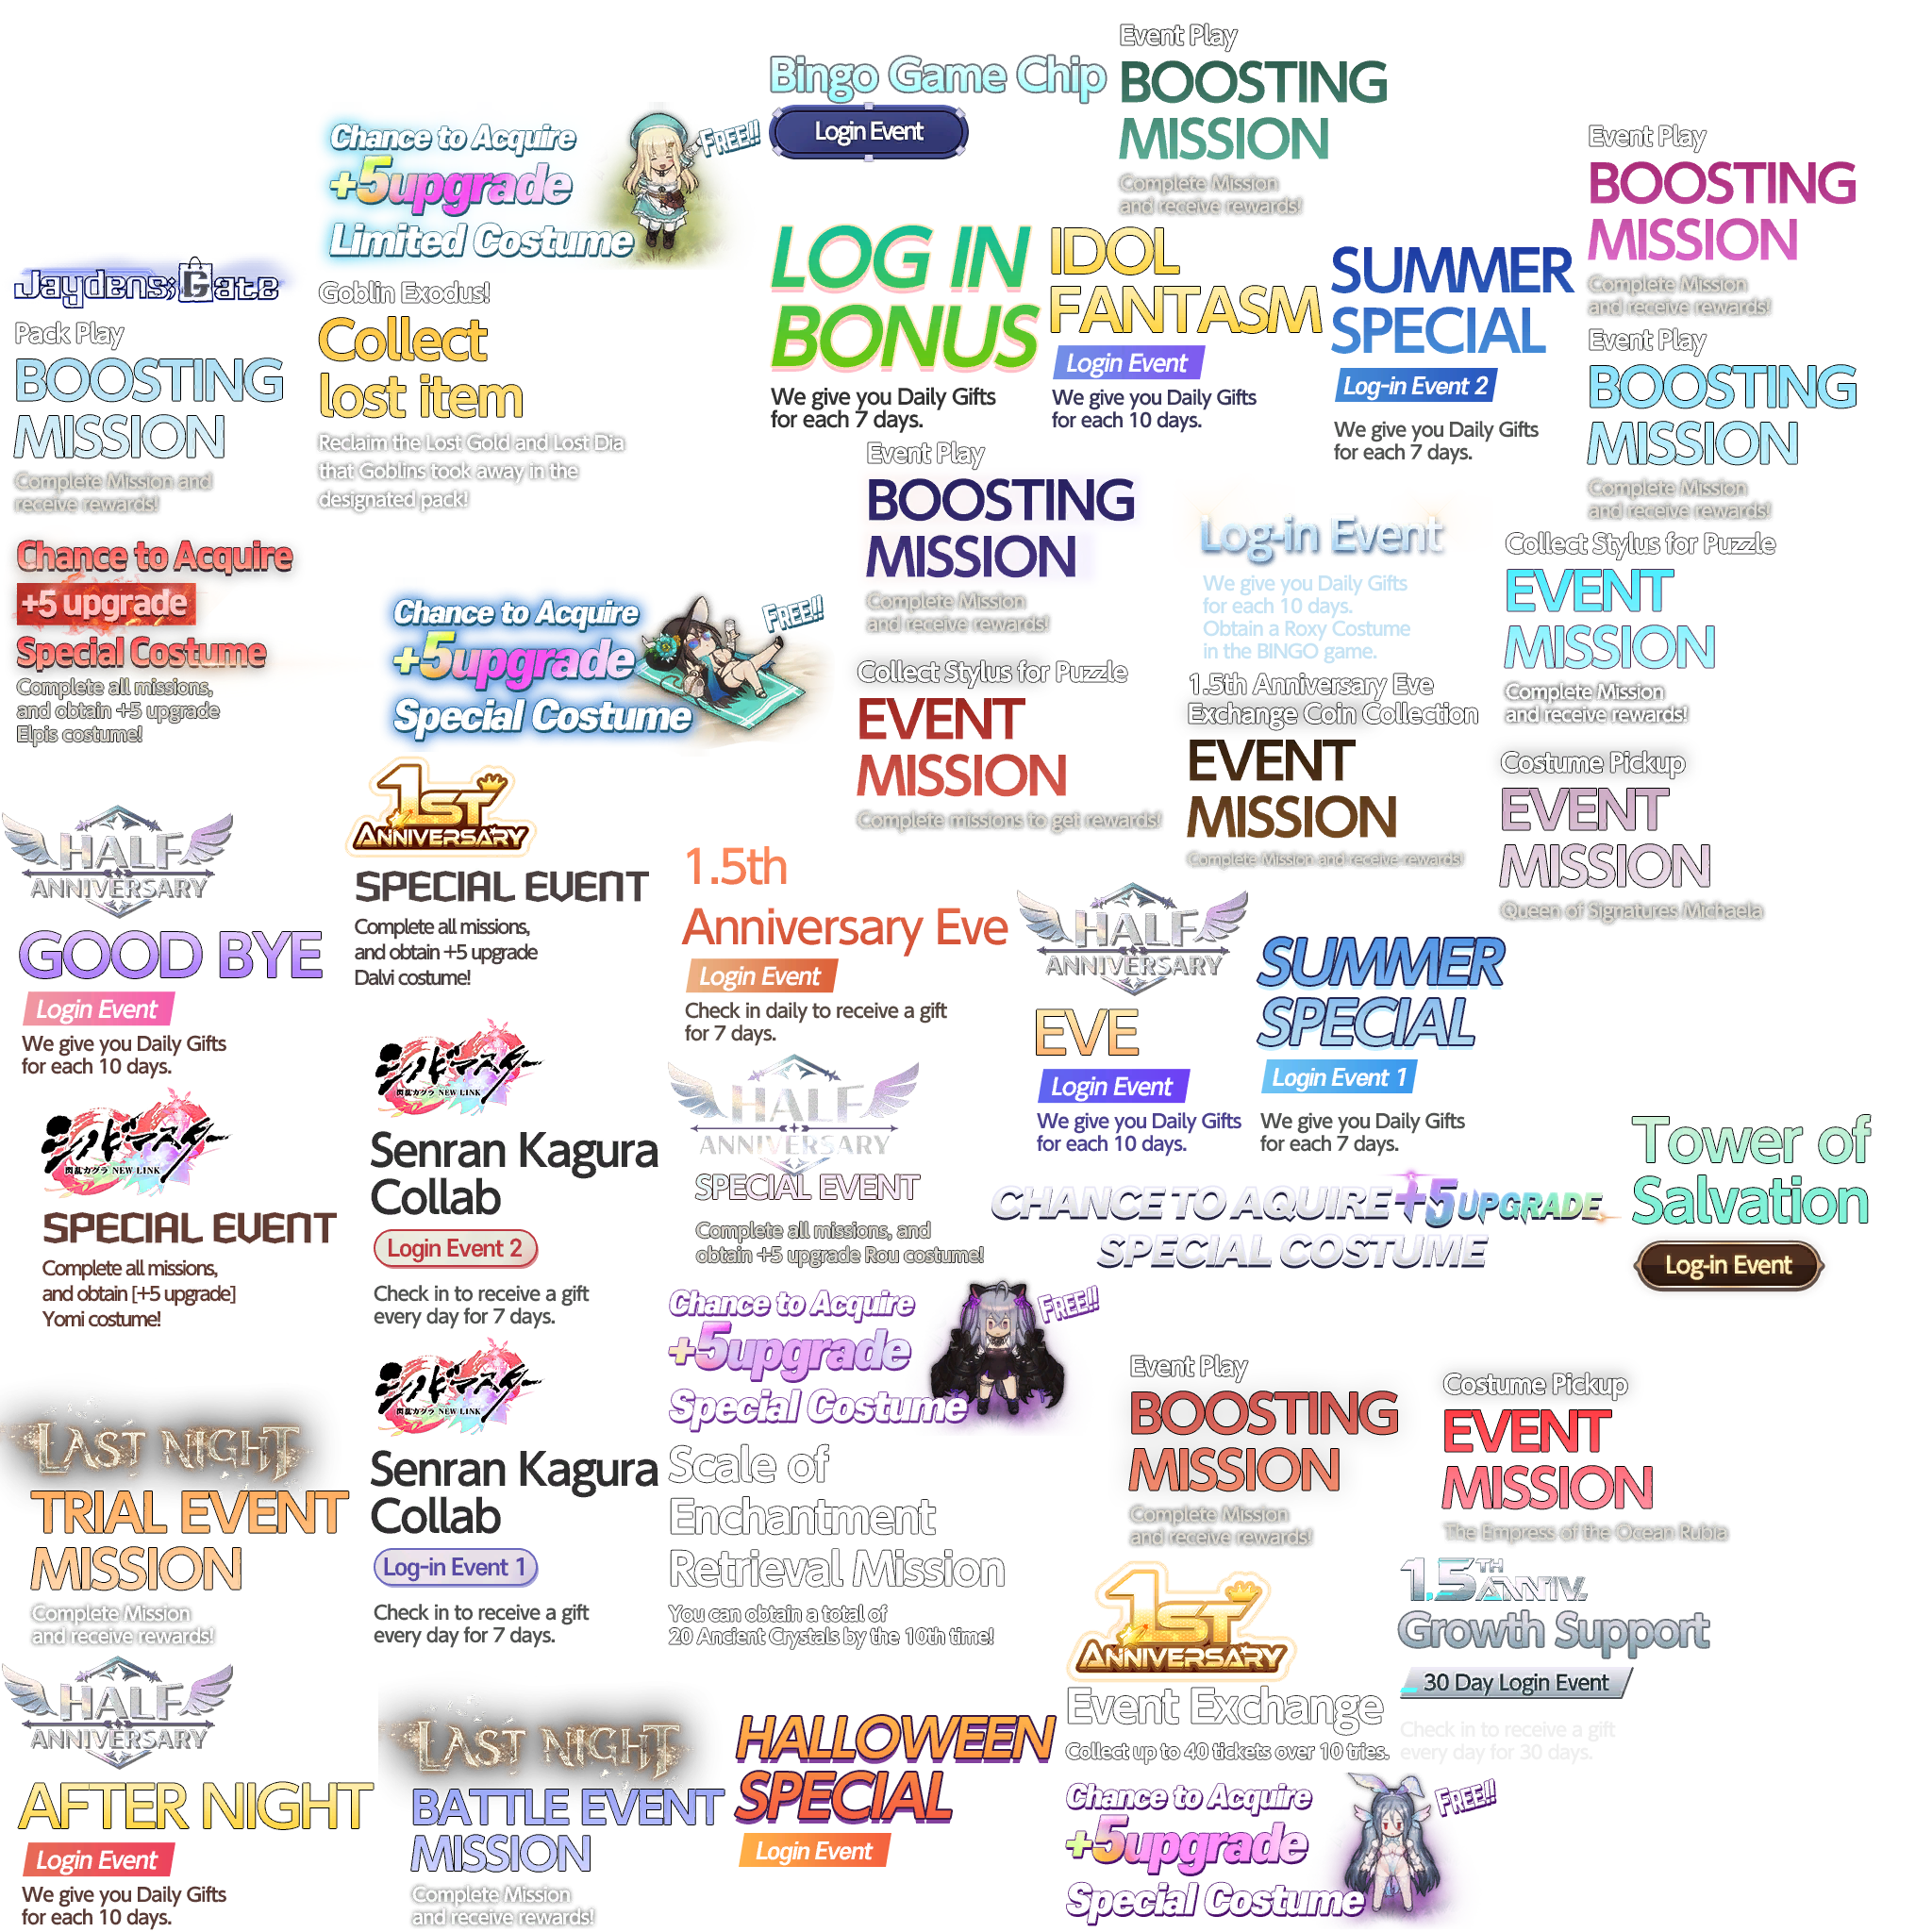 Event Play
BOOSTING
MISSION
Complete Mission
and receive rewards!
Bingo Game Chip
Login Event
Chance to Acquire
+5upgrade
Limited Costume
FREE!!
Event Play
BOOSTING
MISSION
Complete Mission
and receive rewards!
Jaydens;Gate
Pack Play
BOOSTING
MISSION
Complete Mission and
receive rewards!
Goblin Exodus!
Collect
lost item
Reclaim the Lost Gold and Lost Dia
that Goblins took away in the
designated pack!
LOG IN
BONUS
We give you Daily Gifts
for each 7 days.
IDOL
FANTASM
Login Event
We give you Daily Gifts
for each 10 days.
SUMMER
SPECIAL
Log-in Event 2
We give you Daily Gifts
for each 7 days.
Event Play
BOOSTING
MISSION
Complete Mission
and receive rewards!
Event Play
BOOSTING
MISSION
Complete Mission
and receive rewards!
Log-in Event
We give you Daily Gifts
for each 10 days.
Obtain a Roxy Costume
in the BINGO game.
Collect Stylus for Puzzle
EVENT
MISSION
Complete Mission
and receive rewards!
Chance to Acquire
+5 upgrade
Special Costume
Complete all missions,
and obtain +5 upgrade
Elpis costume!
Chance to Acquire
+5upgrade
Special Costume
FREE!!
Collect Stylus for Puzzle
EVENT
MISSION
Complete missions to get rewards!
1.5th Anniversary Eve
Exchange Coin Collection
EVENT
MISSION
Complete Mission and receive rewards!
Costume Pickup
EVENT
MISSION
Queen of Signatures Michaela
HALF
ANNIVERSARY
GOOD BYE
Login Event
We give you Daily Gifts
for each 10 days.
1ST
ANNIVERSARY
SPECIAL EVENT
Complete all missions,
and obtain +5 upgrade
Dalvi costume!
1.5th
Anniversary Eve
Login Event
Check in daily to receive a gift
for 7 days.
HALF
ANNIVERSARY
EVE
Login Event
We give you Daily Gifts
for each 10 days.
SUMMER
SPECIAL
Login Event 1
We give you Daily Gifts
for each 7 days.
シノビマスター
閃乱カグラ NEW LINK
SPECIAL EVENT
Complete all missions,
and obtain [+5 upgrade]
Yomi costume!
シノビマスター
閃乱カグラ NEW LINK
Senran Kagura
Collab
Login Event 2
Check in to receive a gift
every day for 7 days.
HALF
ANNIVERSARY
SPECIAL EVENT
Complete all missions, and
obtain +5 upgrade Rou costume!
CHANCE TO AQUIRE +5 UPGRADE
SPECIAL COSTUME
Tower of
Salvation
Log-in Event
Chance to Acquire
+5upgrade
Special Costume
FREE!!
シノビマスター
閃乱カグラ NEW LINK
Senran Kagura
Collab
Log-in Event 1
Check in to receive a gift
every day for 7 days.
Event Play
BOOSTING
MISSION
Complete Mission
and receive rewards!
Costume Pickup
EVENT
MISSION
The Empress of the Ocean Rubia
LAST NIGHT
TRIAL EVENT
MISSION
Complete Mission
and receive rewards!
Scale of
Enchantment
Retrieval Mission
You can obtain a total of
20 Ancient Crystals by the 10th time!
1ST
ANNIVERSARY
Event Exchange
Collect up to 40 tickets over 10 tries.
1.5TH
ANNIV.
Growth Support
30 Day Login Event
Check in to receive a gift
every day for 30 days.
HALF
ANNIVERSARY
AFTER NIGHT
Login Event
We give you Daily Gifts
for each 10 days.
LAST NIGHT
BATTLE EVENT
MISSION
Complete Mission
and receive rewards!
HALLOWEEN
SPECIAL
Login Event
Chance to Acquire
+5upgrade
Special Costume
FREE!!